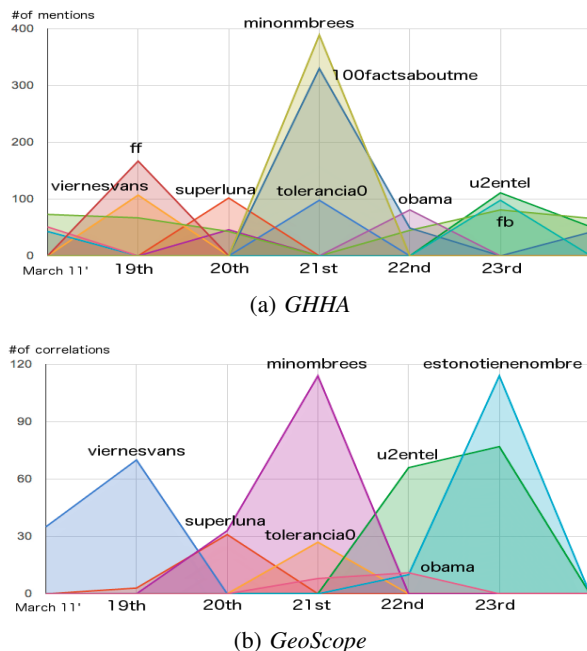 #of mentions
minonmbrees
400
100factsaboutme
300
200
ff
viernesvans
superluna
tolerancia0
obama
u2entel
100
fb
0
March 11' 19th 20th 21st 22nd 23rd
(a) GHHA
#of correlations
minombrees
estonotienenombre
120
90
viernesvans
u2entel
60
superluna
tolerancia0
30
obama
0
March 11' 19th 20th 21st 22nd 23rd
(b) GeoScope